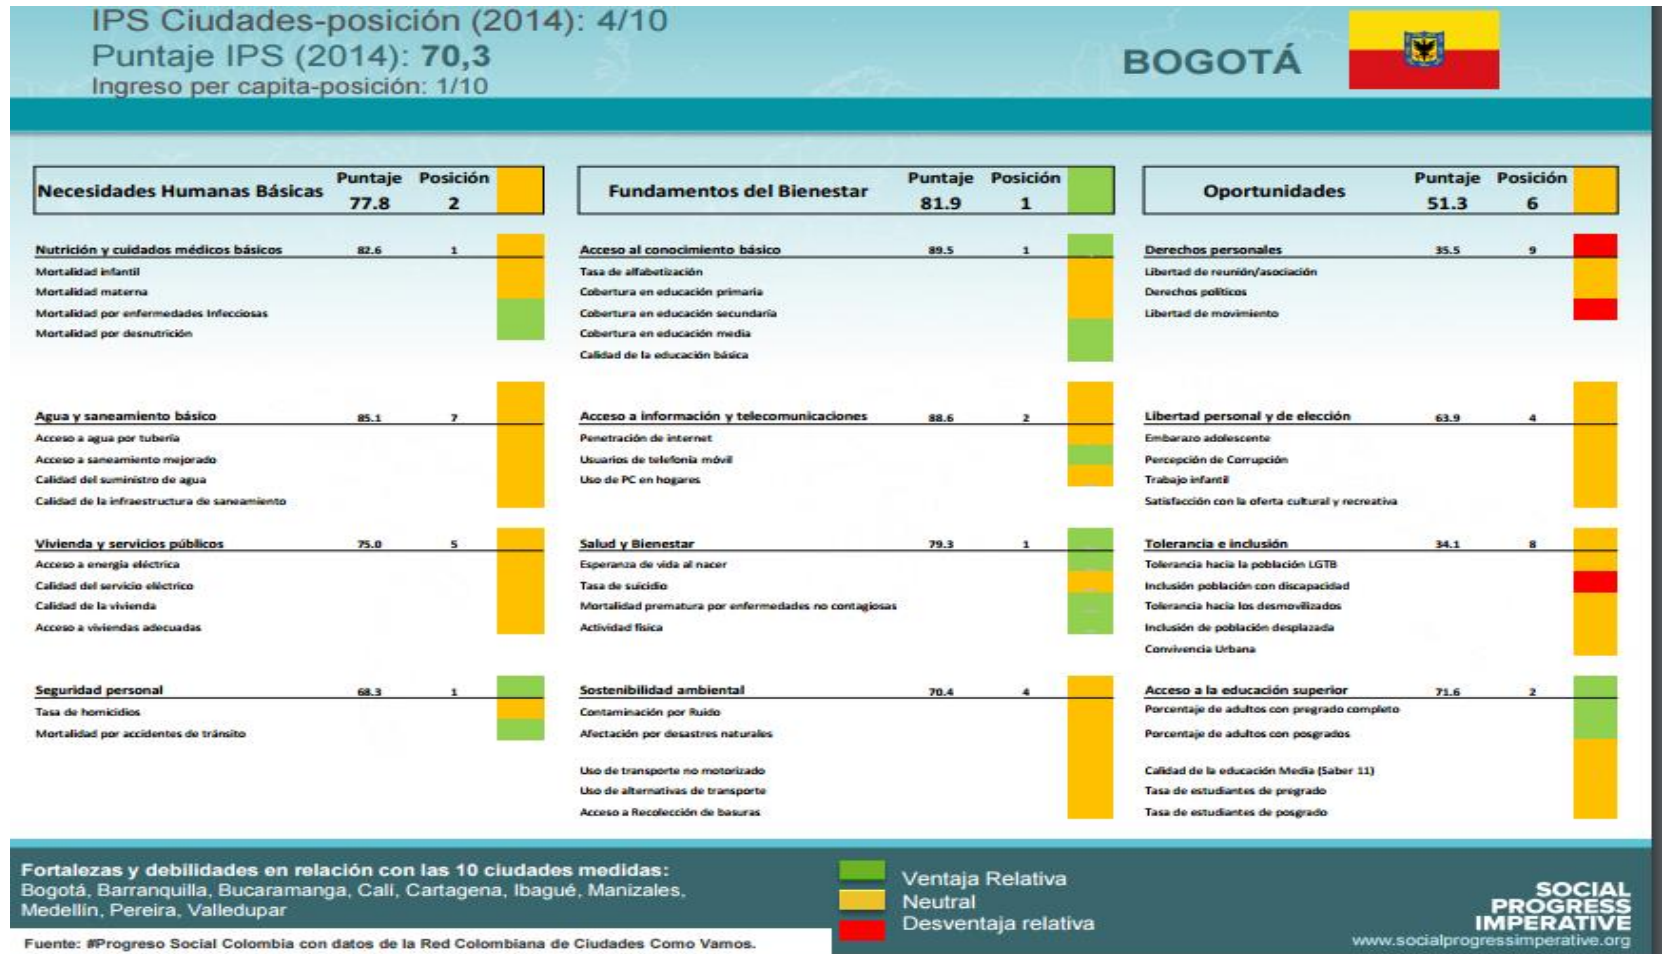 IPS Ciudades-posición (2014): 4/10
Puntaje IPS (2014): 70,3
Ingreso per capita-posición: 1/10
BOGOTÁ
Necesidades Humanas Básicas Puntaje Posición
77.8 2
Nutrición y cuidados médicos básicos 82.6 1
Mortalidad infantil
Mortalidad materna
Mortalidad por enfermedades Infecciosas
Mortalidad por desnutrición
Agua y saneamiento básico 85.1 7
Acceso a agua por tubería
Acceso a saneamiento mejorado
Calidad del suministro de agua
Calidad de la infraestructura de saneamiento
Vivienda y servicios públicos 75.0 5
Acceso a energía eléctrica
Calidad del servicio eléctrico
Calidad de la vivienda
Acceso a viviendas adecuadas
Seguridad personal 68.3 1
Tasa de homicidios
Mortalidad por accidentes de tránsito
Fundamentos del Bienestar Puntaje Posición
81.9 1
Acceso al conocimiento básico 89.5 1
Tasa de alfabetización
Cobertura en educación primaria
Cobertura en educación secundaria
Cobertura en educación media
Calidad de la educación básica
Acceso a información y telecomunicaciones 88.6 2
Penetración de internet
Usuarios de telefonía móvil
Uso de PC en hogares
Salud y Bienestar 79.3 1
Esperanza de vida al nacer
Tasa de suicidio
Mortalidad prematura por enfermedades no contagiosas
Actividad física
Sostenibilidad ambiental 70.4 4
Contaminación por Ruido
Afectación por desastres naturales
Uso de transporte no motorizado
Uso de alternativas de transporte
Acceso a Recolección de basuras
Oportunidades Puntaje Posición
51.3 6
Derechos personales 35.5 9
Libertad de reunión/asociación
Derechos políticos
Libertad de movimiento
Libertad personal y de elección 63.9 4
Embarazo adolescente
Percepción de Corrupción
Trabajo infantil
Satisfacción con la oferta cultural y recreativa
Tolerancia e inclusión 34.1 8
Tolerancia hacia la población LGTB
Inclusión población con discapacidad
Tolerancia hacia los desmovilizados
Inclusión de población desplazada
Convivencia Urbana
Acceso a la educación superior 71.6 2
Porcentaje de adultos con pregrado completo
Porcentaje de adultos con posgrados
Calidad de la educación Media (Saber 11)
Tasa de estudiantes de pregrado
Tasa de estudiantes de posgrado
Fortalezas y debilidades en relación con las 10 ciudades medidas:
Bogotá, Barranquilla, Bucaramanga, Cali, Cartagena, Ibagué, Manizales,
Medellín, Pereira, Valledupar
Fuente: #Progreso Social Colombia con datos de la Red Colombiana de Ciudades Como Vamos.
Ventaja Relativa
Neutral
Desventaja relativa
SOCIAL
PROGRESS
IMPERATIVE
www.socialprogressimperative.org